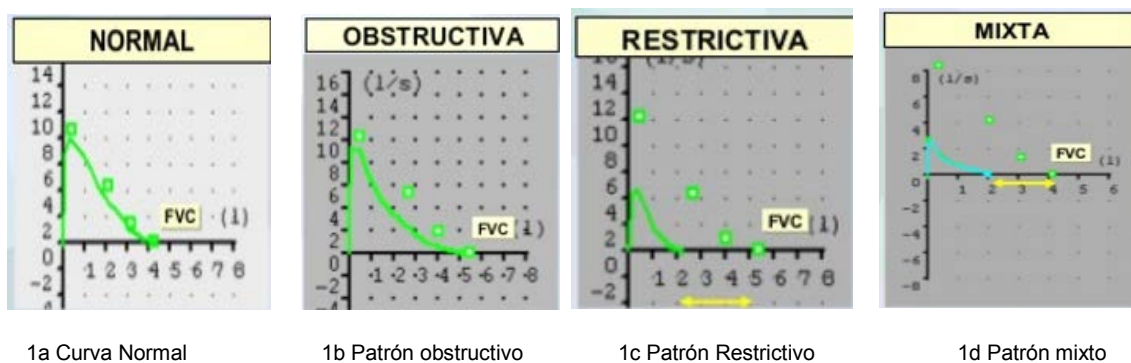 NORMAL
14
12
10
8
6
4
2
0
-2
FVC (l)
1 2 3 4 5 6 7 8
OBSTRUCTIVA
16 (l/s)
14
12
10
8
6
4
2
0
-2
-4
FVC (l)
1 2 3 4 5 6 7 8
RESTRICTIVA
14
12
10
8
6
4
2
0
-2
FVC (l)
1 2 3 4 5 6 7 8
MIXTA
8 (l/s)
6
4
2
0
-2
-4
-6
-8
FVC (l)
1 2 3 4 5 6
1a Curva Normal
1b Patrón obstructivo
1c Patrón Restrictivo
1d Patrón mixto